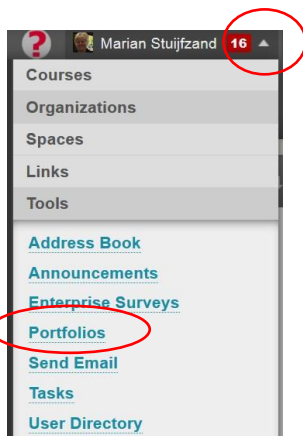 ? Marian Stuijfzand 16
Courses
Organizations
Spaces
Links
Tools
Address Book
Announcements
Enterprise Surveys
Portfolios
Send Email
Tasks
User Directory